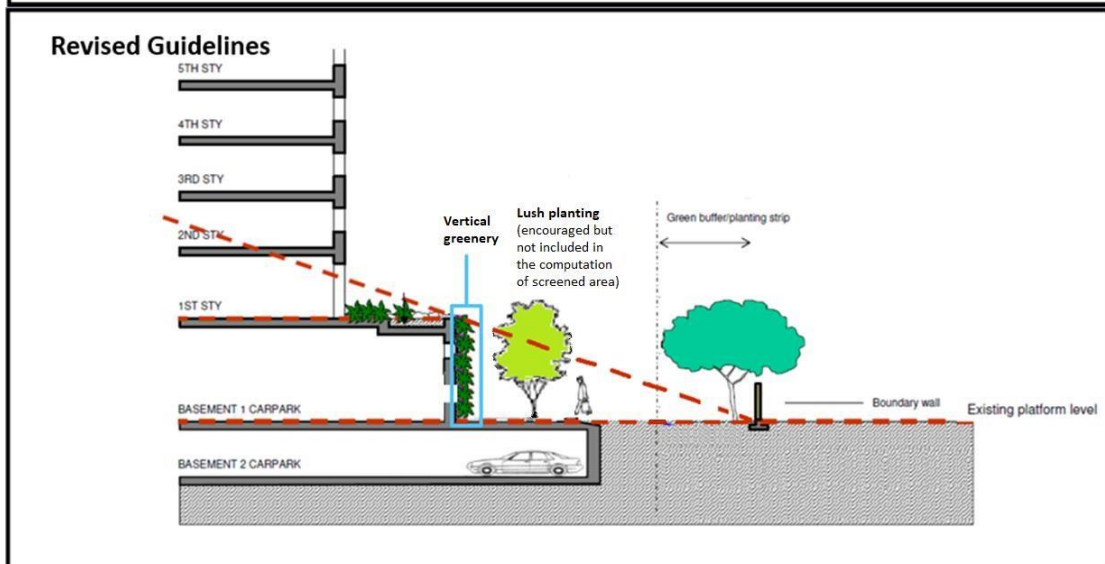 Revised Guidelines
5TH STY
4TH STY
3RD STY
2ND STY
1ST STY
BASEMENT 1 CARPARK
BASEMENT 2 CARPARK
Vertical
greenery
Lush planting
(encouraged but
not included in
the computation
of screened area)
Green buffer/planting strip
Boundary wall
Existing platform level